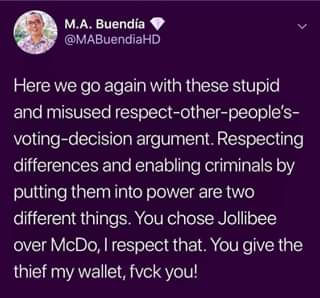 M.A. Buendía 💎
@MABuendiaHD
Here we go again with these stupid
and misused respect-other-people's-
voting-decision argument. Respecting
differences and enabling criminals by
putting them into power are two
different things. You chose Jollibee
over McDo, I respect that. You give the
thief my wallet, fvck you!